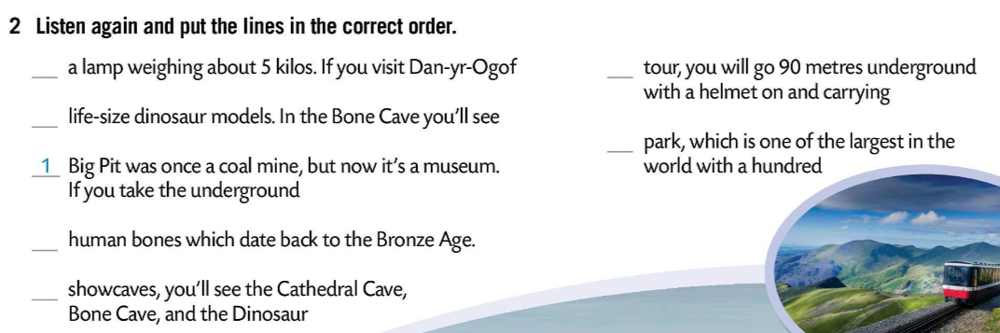 2 Listen again and put the lines in the correct order.
___ a lamp weighing about 5 kilos. If you visit Dan-yr-Ogof
___ life-size dinosaur models. In the Bone Cave you'll see
1 Big Pit was once a coal mine, but now it's a museum.
If you take the underground
___ human bones which date back to the Bronze Age.
___ showcaves, you'll see the Cathedral Cave,
Bone Cave, and the Dinosaur
___ tour, you will go 90 metres underground
with a helmet on and carrying
___ park, which is one of the largest in the
world with a hundred